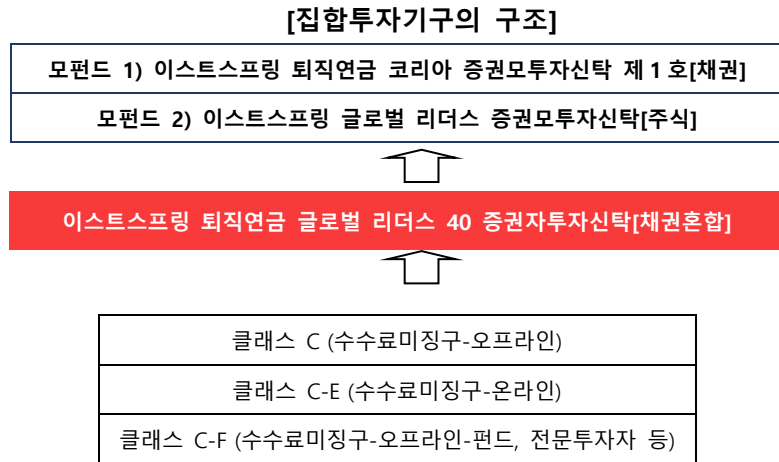 [집합투자기구의 구조]
모펀드 1) 이스트스프링 퇴직연금 코리아 증권모투자신탁 제 1 호[채권]
모펀드 2) 이스트스프링 글로벌 리더스 증권모투자신탁[주식]
이스트스프링 퇴직연금 글로벌 리더스 40 증권자투자신탁[채권혼합]
클래스 C (수수료미징구-오프라인)
클래스 C-E (수수료미징구-온라인)
클래스 C-F (수수료미징구-오프라인-펀드, 전문투자자 등)